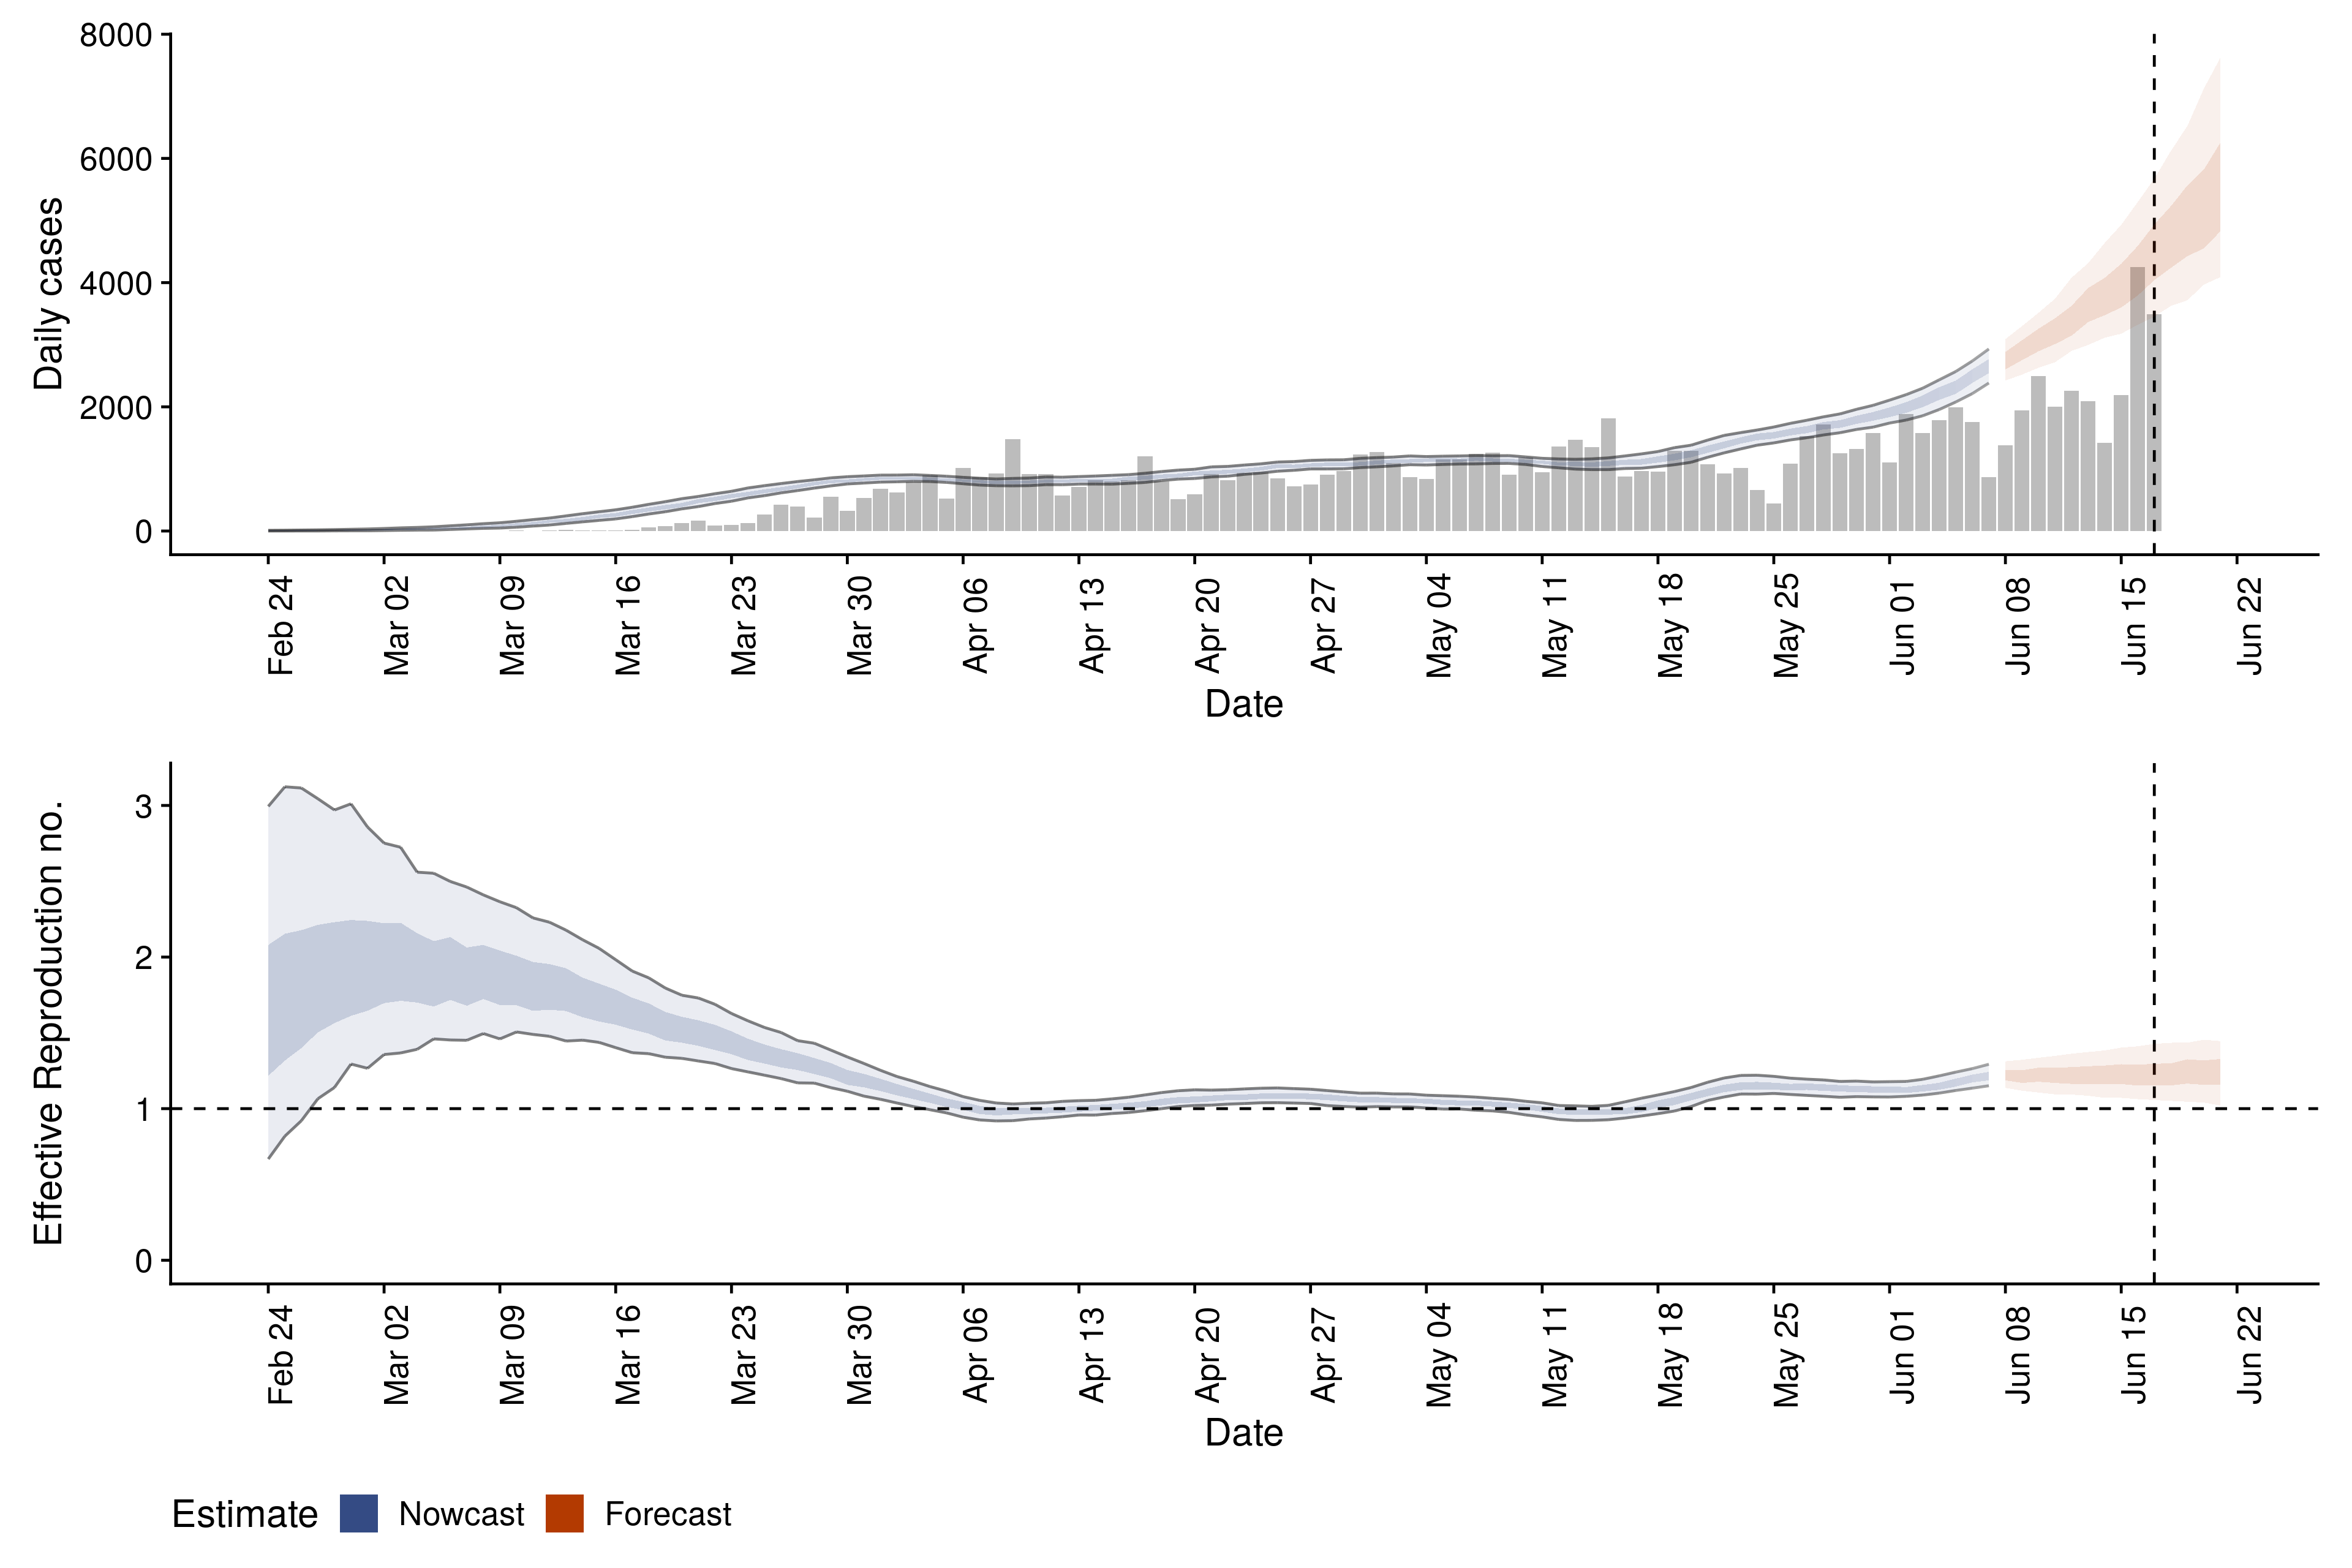 Daily cases
8000
6000
4000
2000
0
Feb 24 Mar 02 Mar 09 Mar 16 Mar 23 Mar 30 Apr 06 Apr 13 Apr 20 Apr 27 May 04 May 11 May 18 May 25 Jun 01 Jun 08 Jun 15 Jun 22
Date
Effective Reproduction no.
3
2
1
0
Feb 24 Mar 02 Mar 09 Mar 16 Mar 23 Mar 30 Apr 06 Apr 13 Apr 20 Apr 27 May 04 May 11 May 18 May 25 Jun 01 Jun 08 Jun 15 Jun 22
Date
Estimate Nowcast Forecast